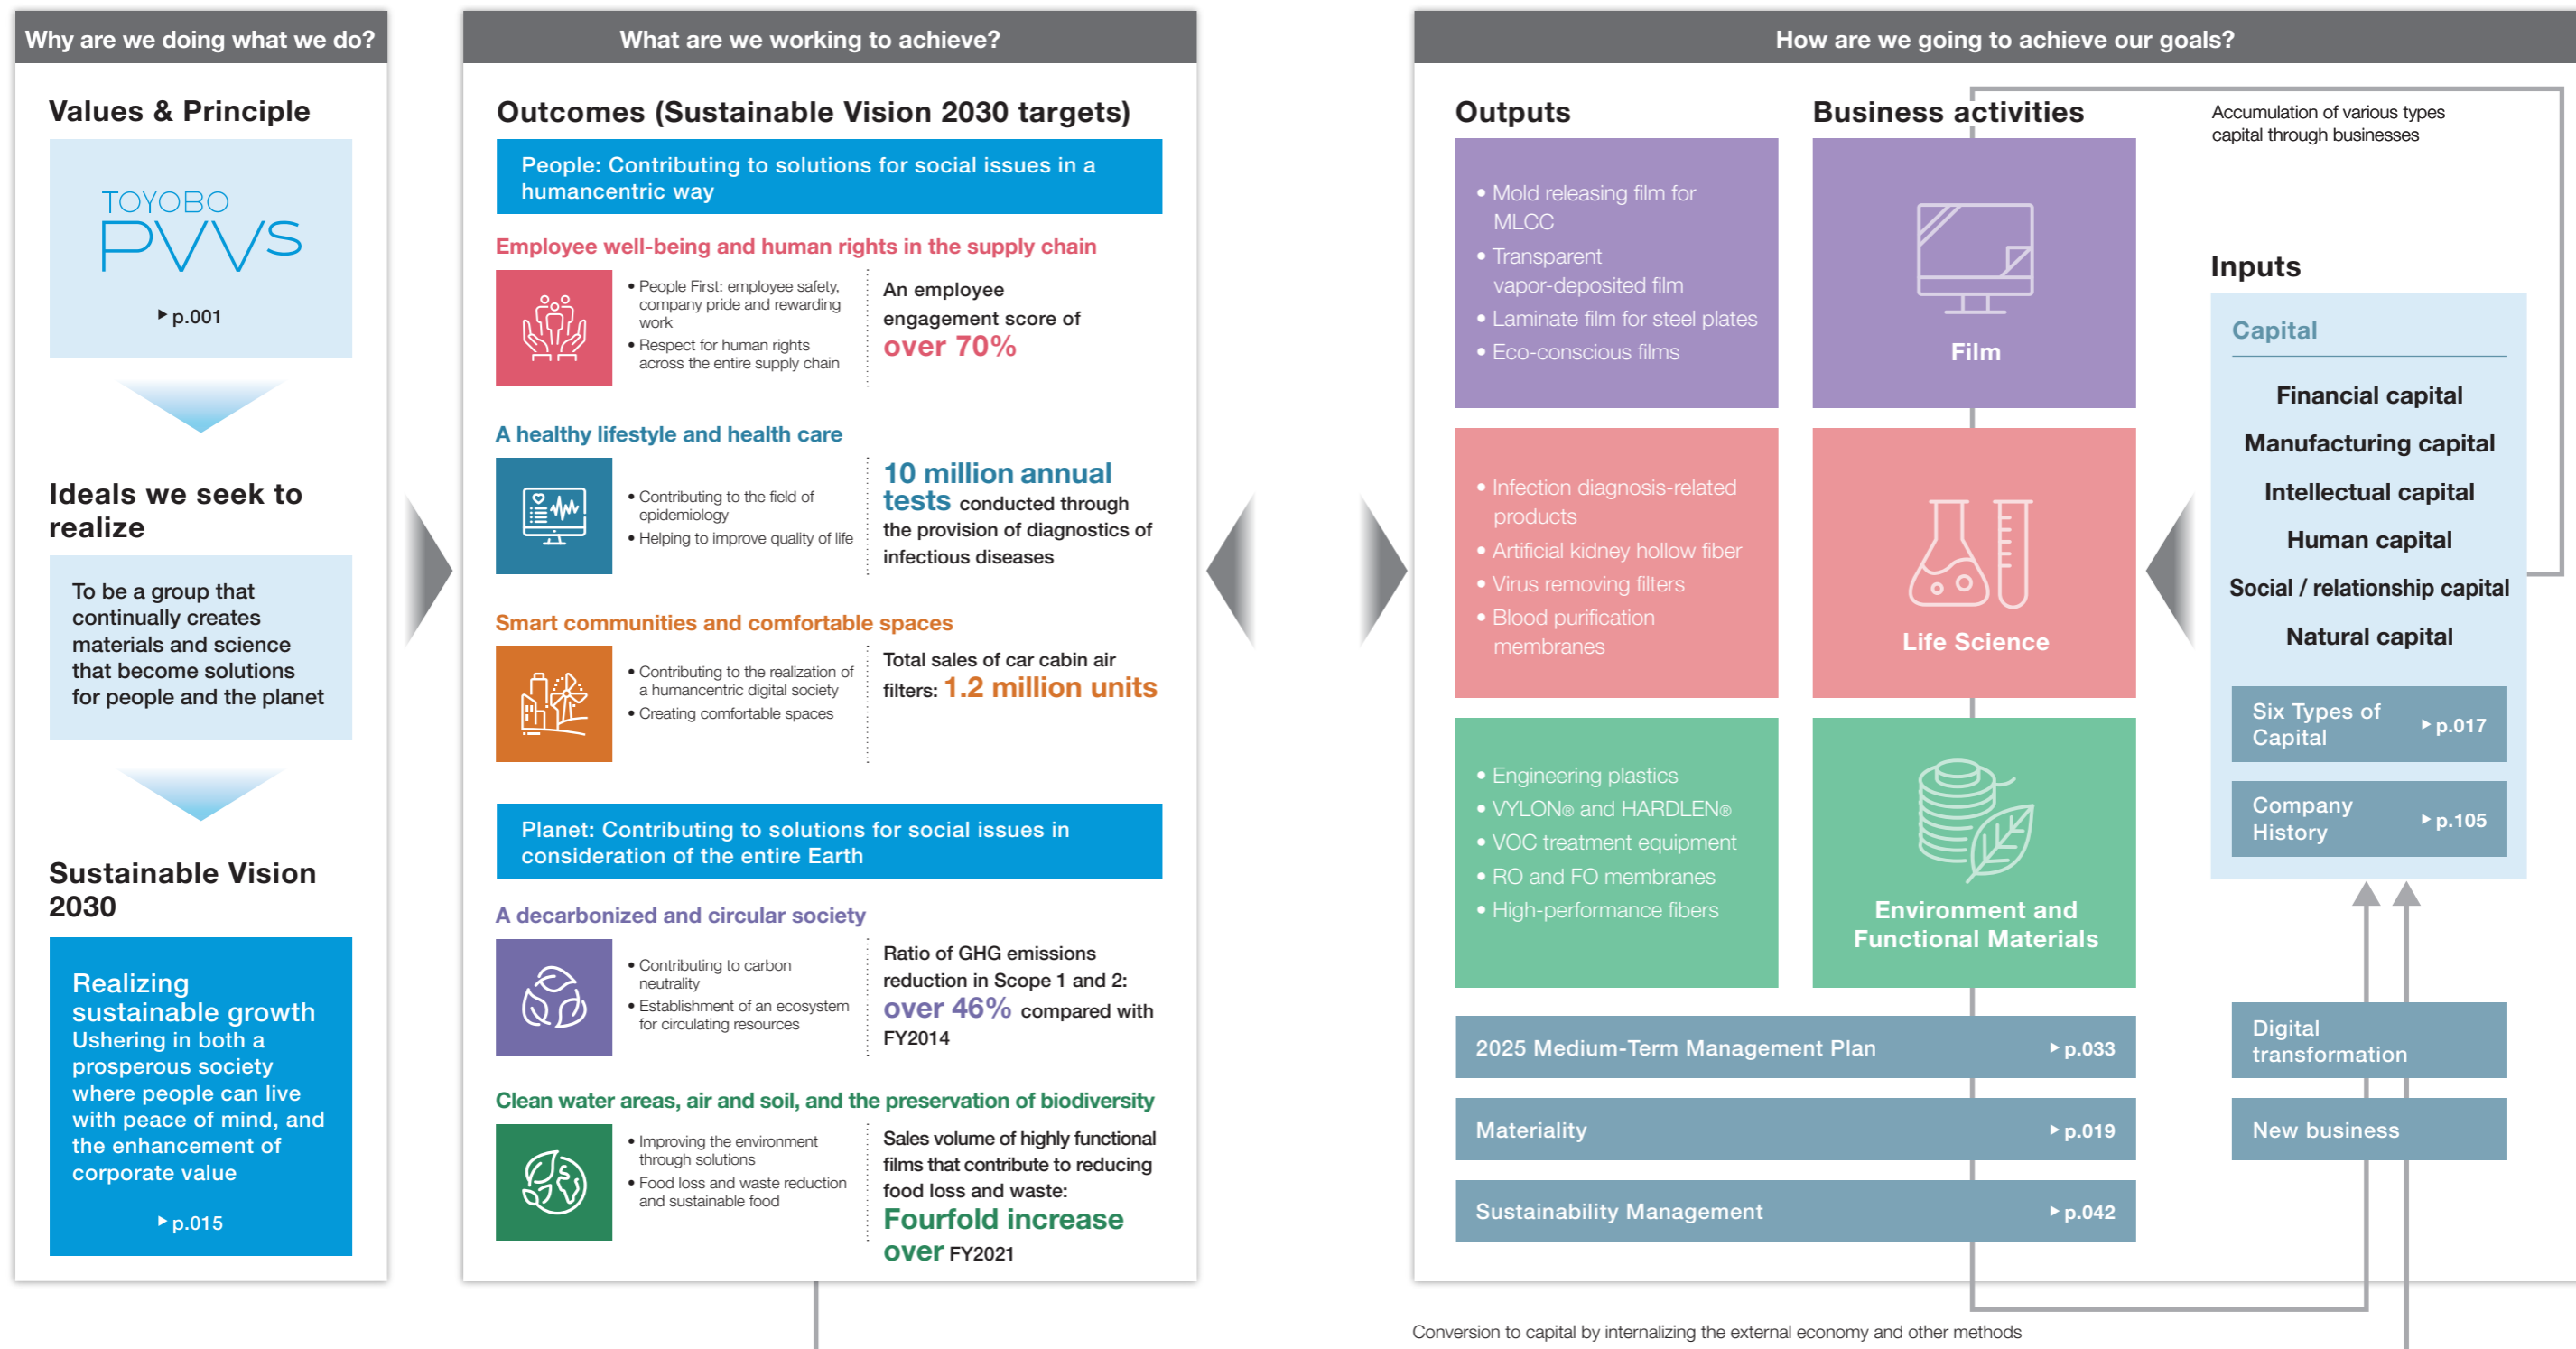 Why are we doing what we do?
Values & Principle
TOYOBO
PVVs
p.001
Ideals we seek to
realize
To be a group that
continually creates
materials and science
that become solutions
for people and the planet
Sustainable Vision
2030
Realizing
sustainable growth
Ushering in both a
prosperous society
where people can live
with peace of mind, and
the enhancement of
corporate value
p.015
What are we working to achieve?
Outcomes (Sustainable Vision 2030 targets)
People: Contributing to solutions for social issues in a
humancentric way
Employee well-being and human rights in the supply chain
• People First: employee safety,
company pride and rewarding
work
• Respect for human rights
across the entire supply chain
An employee
engagement score of
over 70%
A healthy lifestyle and health care
• Contributing to the field of
epidemiology
• Helping to improve quality of life
10 million annual
tests conducted through
the provision of diagnostics of
infectious diseases
Smart communities and comfortable spaces
• Contributing to the realization of
a humancentric digital society
• Creating comfortable spaces
Total sales of car cabin air
filters: 1.2 million units
Planet: Contributing to solutions for social issues in
consideration of the entire Earth
A decarbonized and circular society
• Contributing to carbon
neutrality
• Establishment of an ecosystem
for circulating resources
Ratio of GHG emissions
reduction in Scope 1 and 2:
over 46% compared with
FY2014
Clean water areas, air and soil, and the preservation of biodiversity
• Improving the environment
through solutions
• Food loss and waste reduction
and sustainable food
Sales volume of highly functional
films that contribute to reducing
food loss and waste:
Fourfold increase
over FY2021
How are we going to achieve our goals?
Outputs
• Mold releasing film for
MLCC
• Transparent
vapor-deposited film
• Laminate film for steel plates
• Eco-conscious films
• Infection diagnosis-related
products
• Artificial kidney hollow fiber
• Virus removing filters
• Blood purification
membranes
• Engineering plastics
• VYLON® and HARDLEN®
• VOC treatment equipment
• RO and FO membranes
• High-performance fibers
Business activities
Film
Life Science
Environment and
Functional Materials
2025 Medium-Term Management Plan p.033
Materiality p.019
Sustainability Management p.042
Accumulation of various types
capital through businesses
Inputs
Capital
Financial capital
Manufacturing capital
Intellectual capital
Human capital
Social / relationship capital
Natural capital
Six Types of
Capital
p.017
Company
History
p.105
Digital
transformation
New business
Conversion to capital by internalizing the external economy and other methods